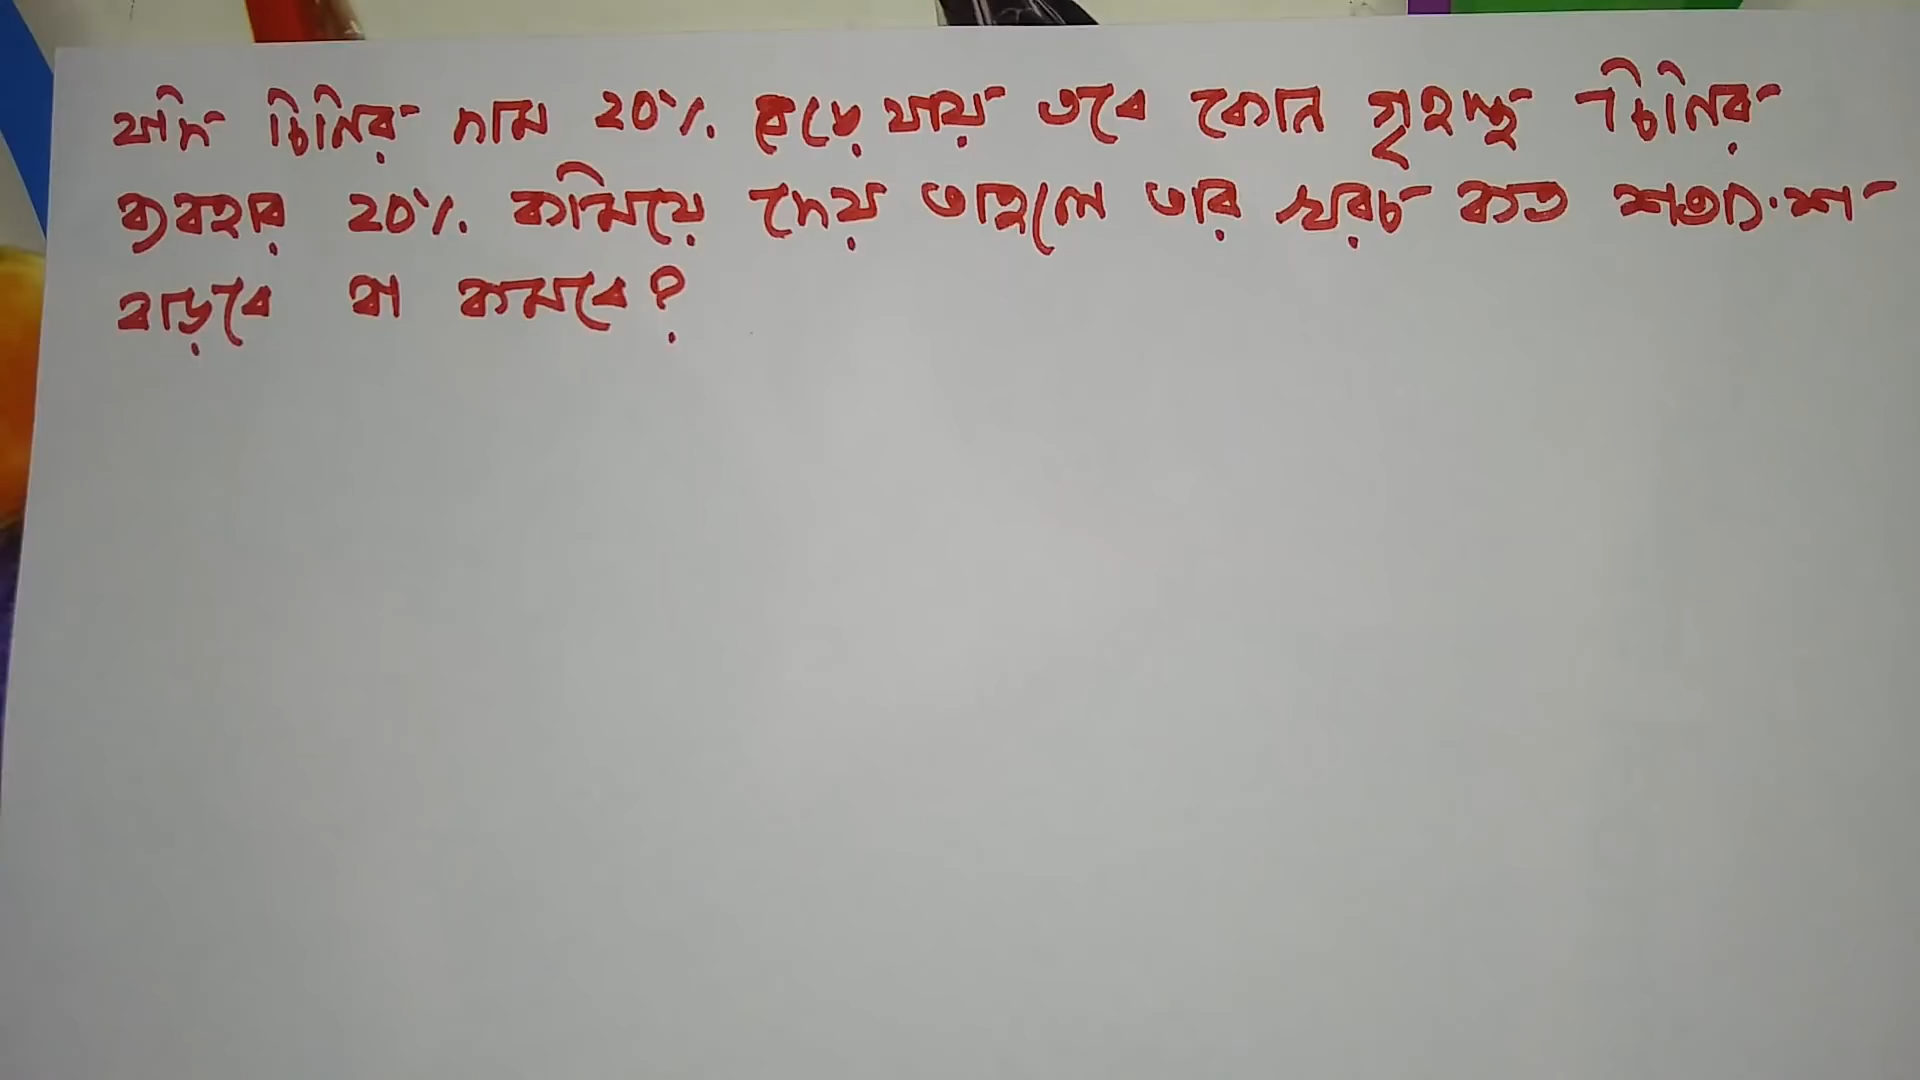 যদি চিনির দাম 20%. বেড়ে যায় তবে কোন গৃহস্থ চিনির
ব্যবহার 20%. কমিয়ে দেয় তাহলে তার খরচ কত শতাংশ
বাড়বে বা কমবে?